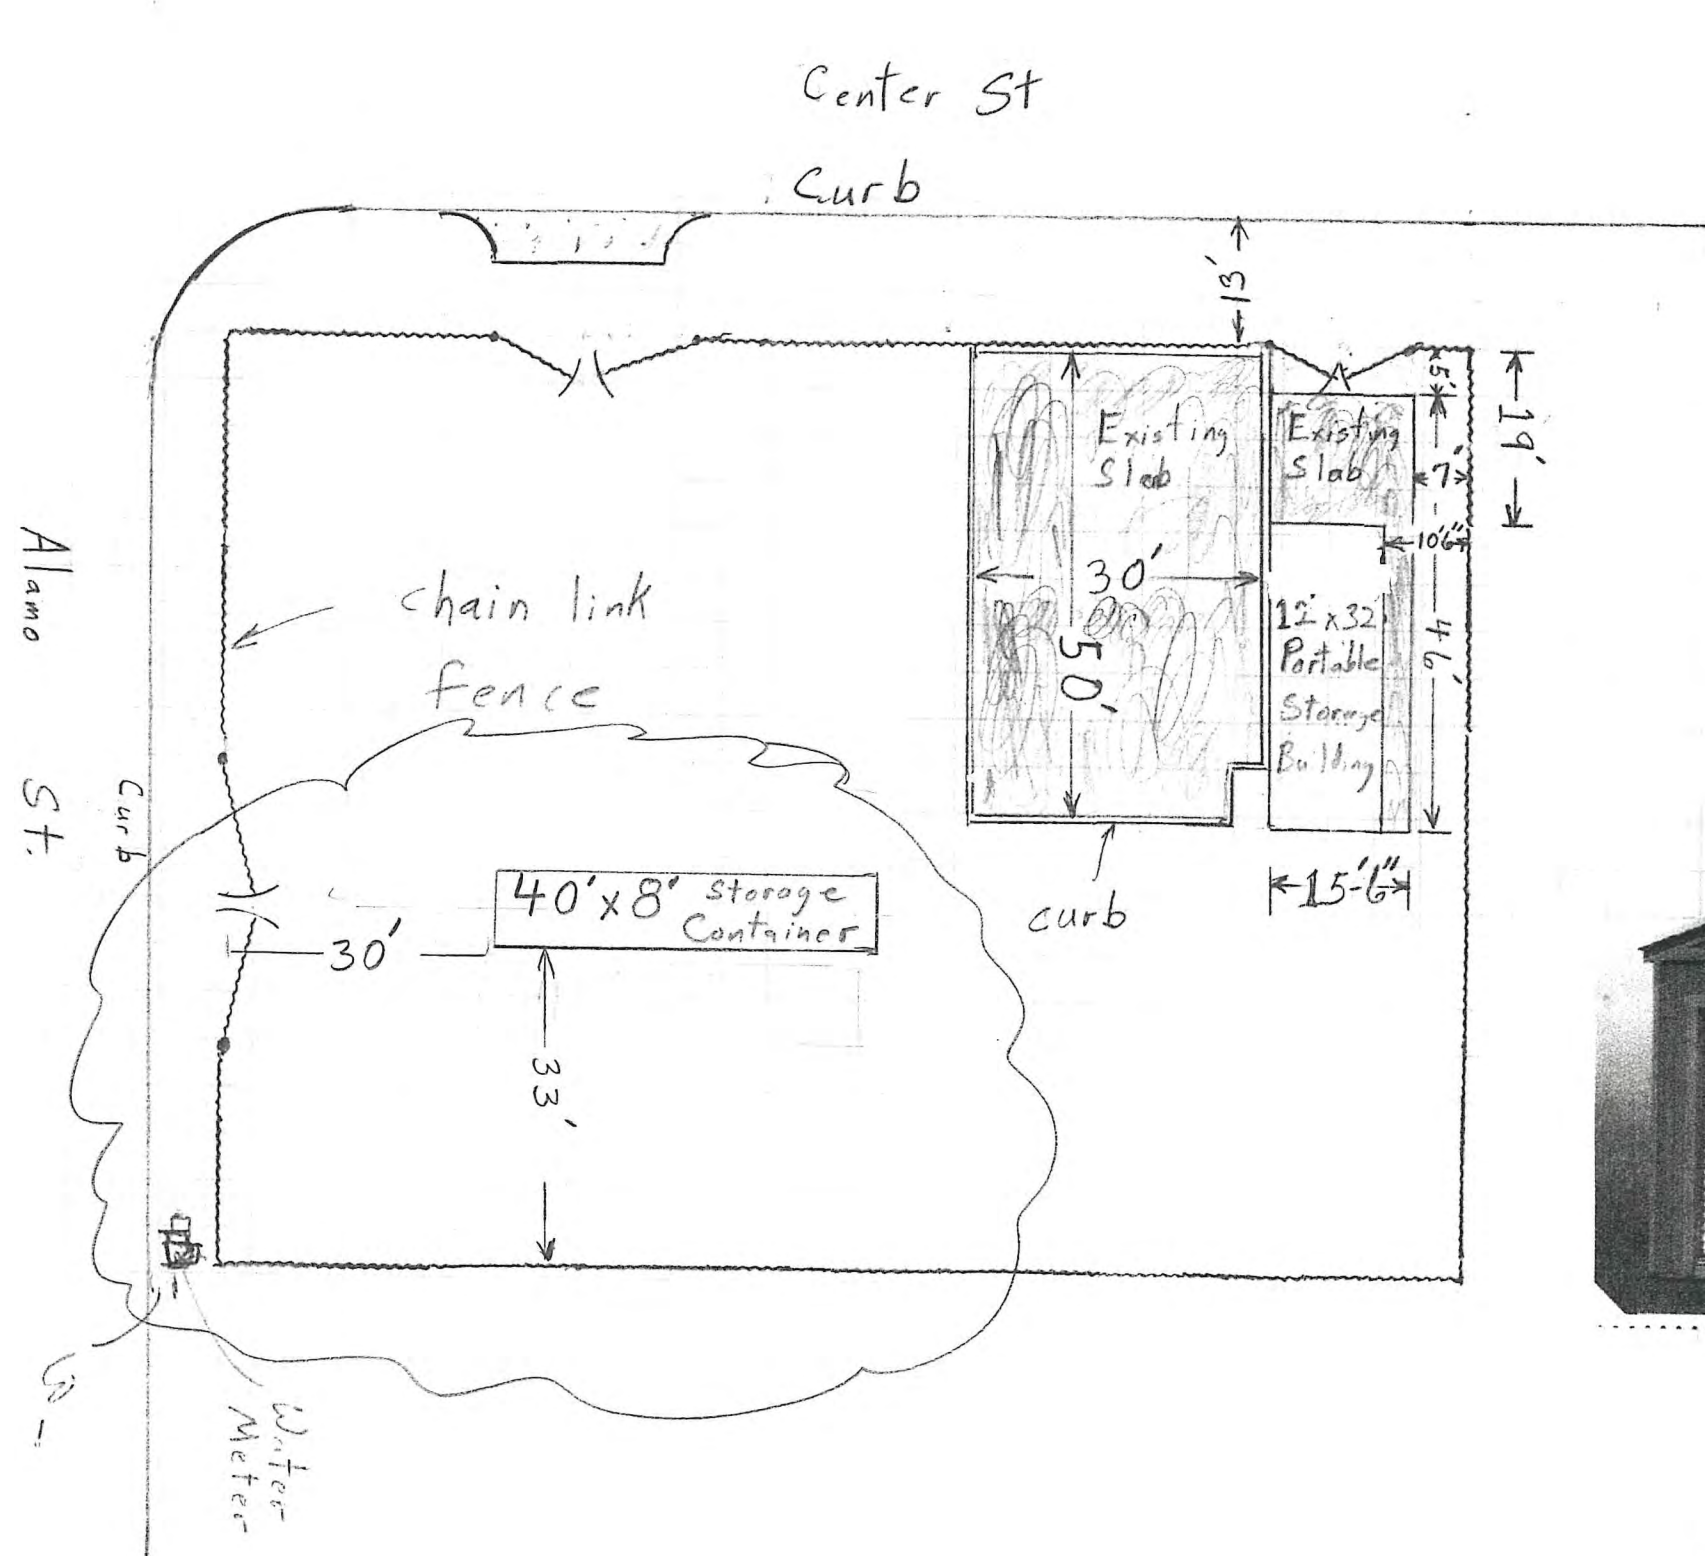 Center St
Curb
13'
5'
19'
Existing
Slab
Existing
Slab
7'
10'6"
30'
50'
12'x32'
Portable
Storage
Building
46'
15'-6"
curb
chain link
fence
Alamo St.
Curb
40'x8' Storage
Container
30'
33'
Water
Meter